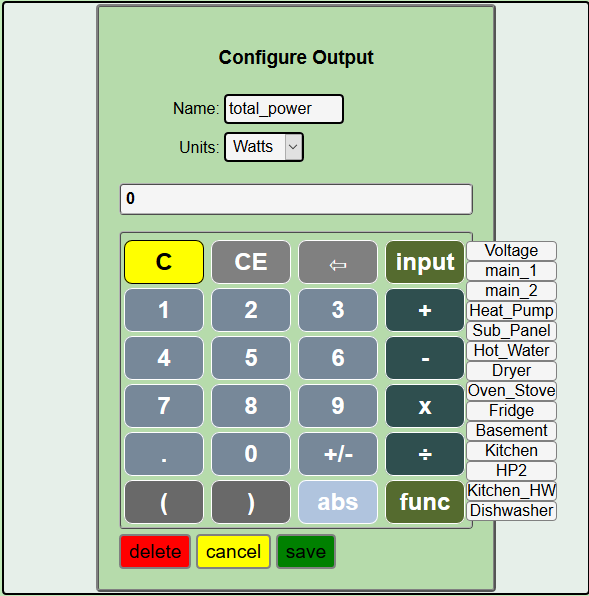 Configure Output
Name: total_power
Units: Watts
0
C CE ⇦ input
1 2 3 +
4 5 6 -
7 8 9 x
. 0 +/- ÷
( ) abs func
Voltage
main_1
main_2
Heat_Pump
Sub_Panel
Hot_Water
Dryer
Oven_Stove
Fridge
Basement
Kitchen
HP2
Kitchen_HW
Dishwasher
delete cancel save